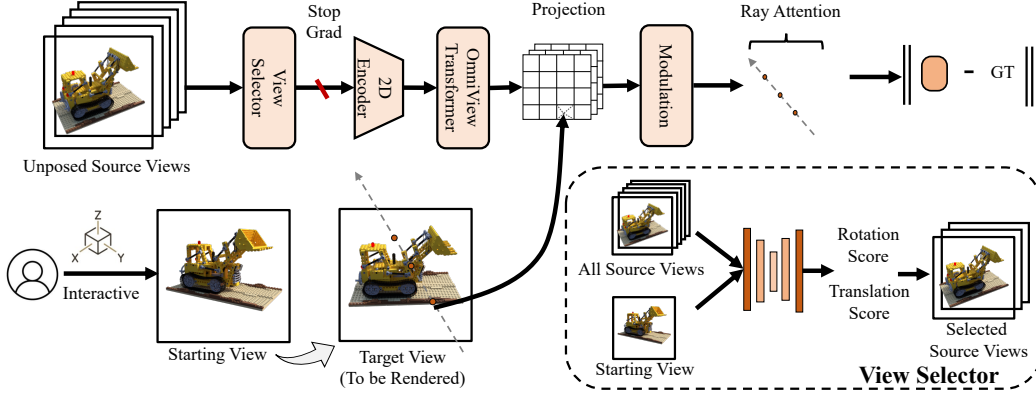 Stop
Grad
Projection
Ray Attention
View
Selector
2D
Encoder
OmniView
Transformer
Modulation
– GT
Unposed Source Views
Z
X
Y
Interactive
Starting View
Target View
(To be Rendered)
All Source Views
Starting View
Rotation
Score
Translation
Score
Selected
Source Views
View Selector